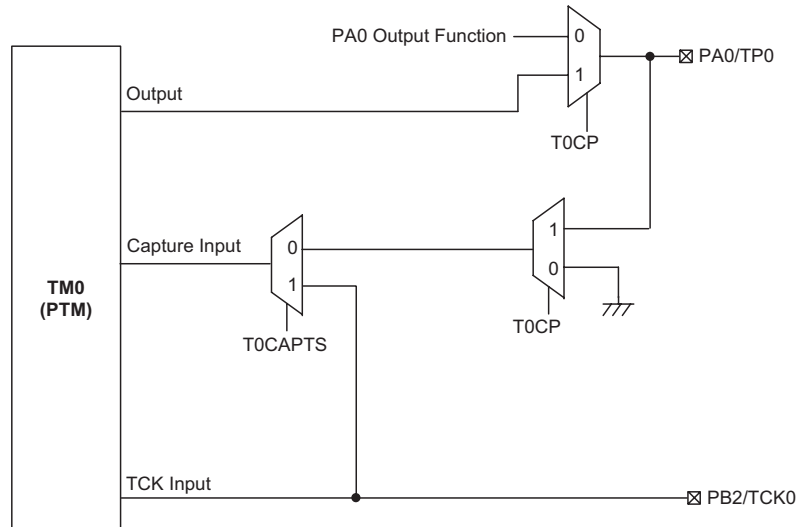 PA0 Output Function
0
1
PA0/TP0
Output
T0CP
Capture Input
0
1
1
0
TM0
(PTM)
T0CAPTS
T0CP
TCK Input
PB2/TCK0